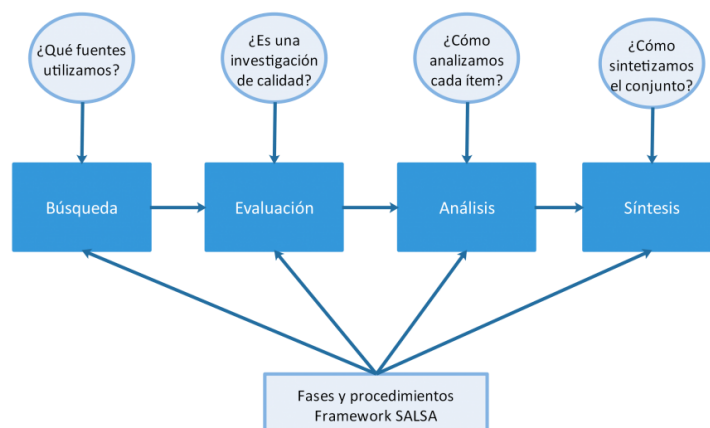 ¿Qué fuentes
utilizamos?
¿Es una
investigación
de calidad?
¿Cómo
analizamos
cada ítem?
¿Cómo
sintetizamos
el conjunto?
Búsqueda
Evaluación
Análisis
Síntesis
Fases y procedimientos
Framework SALSA